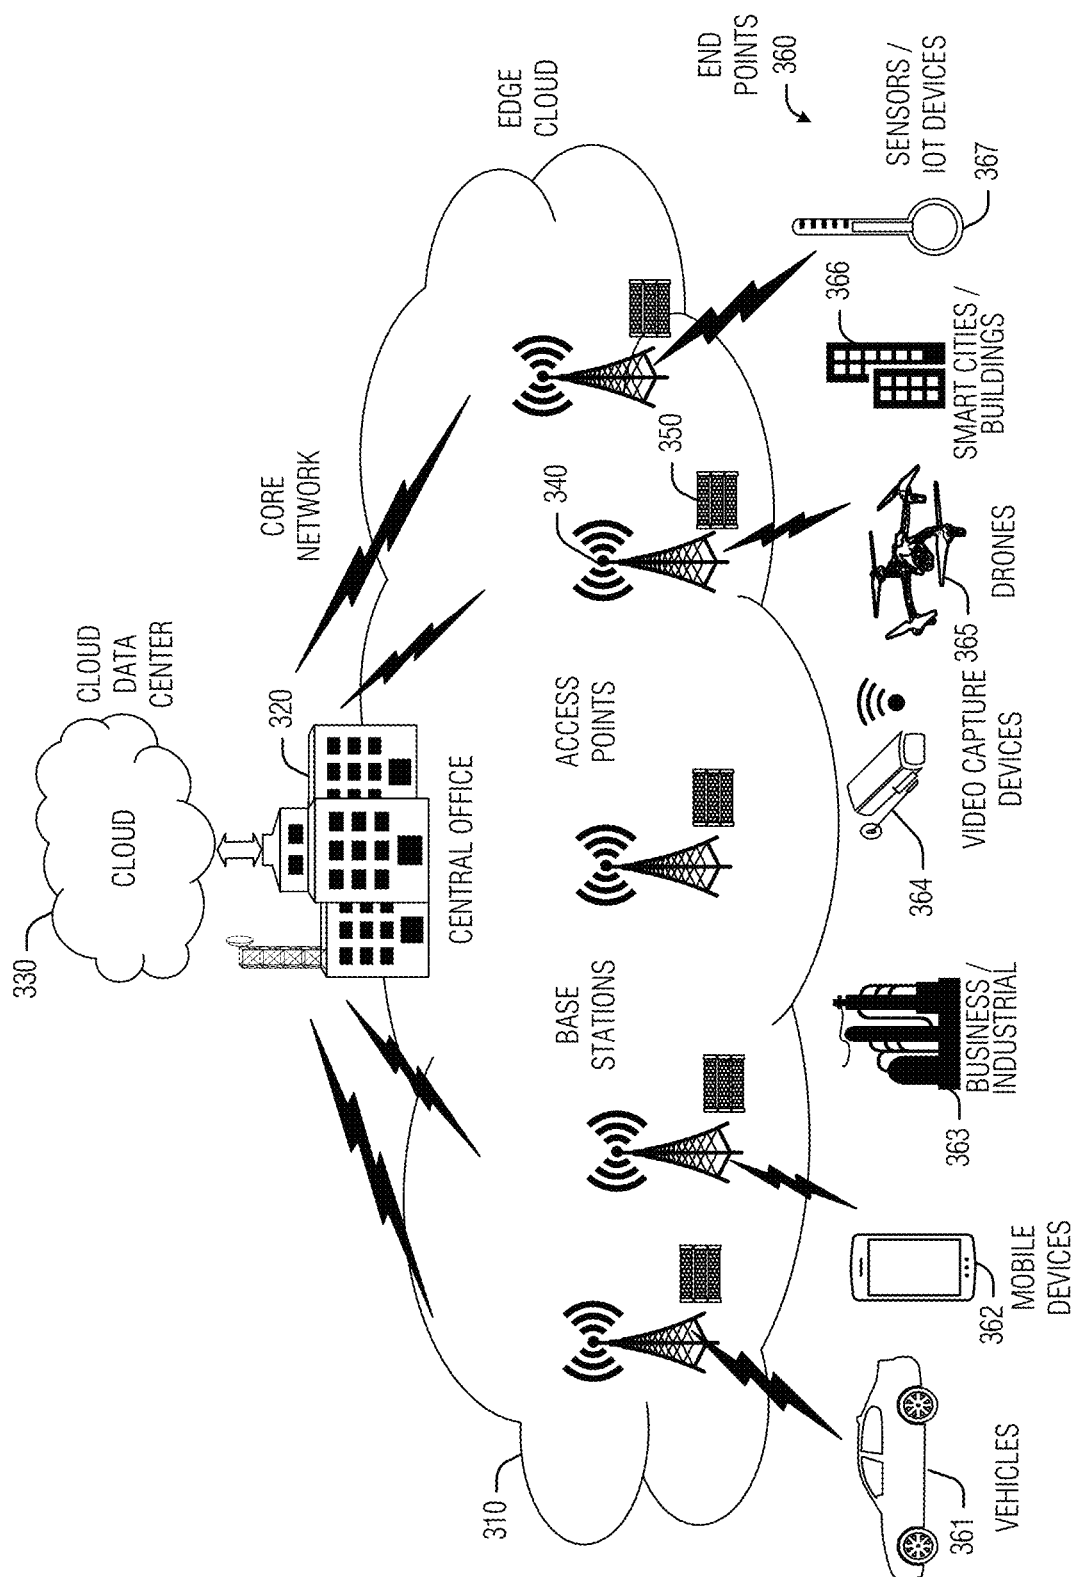 330
CLOUD
CLOUD
DATA
CENTER
320
CENTRAL OFFICE
CORE
NETWORK
EDGE
CLOUD
310
BASE
STATIONS
ACCESS
POINTS
340
350
END
POINTS
360
361
VEHICLES
362
MOBILE
DEVICES
363
BUSINESS /
INDUSTRIAL
364
VIDEO CAPTURE
DEVICES
365
DRONES
366
SMART CITIES /
BUILDINGS
SENSORS /
IOT DEVICES
367